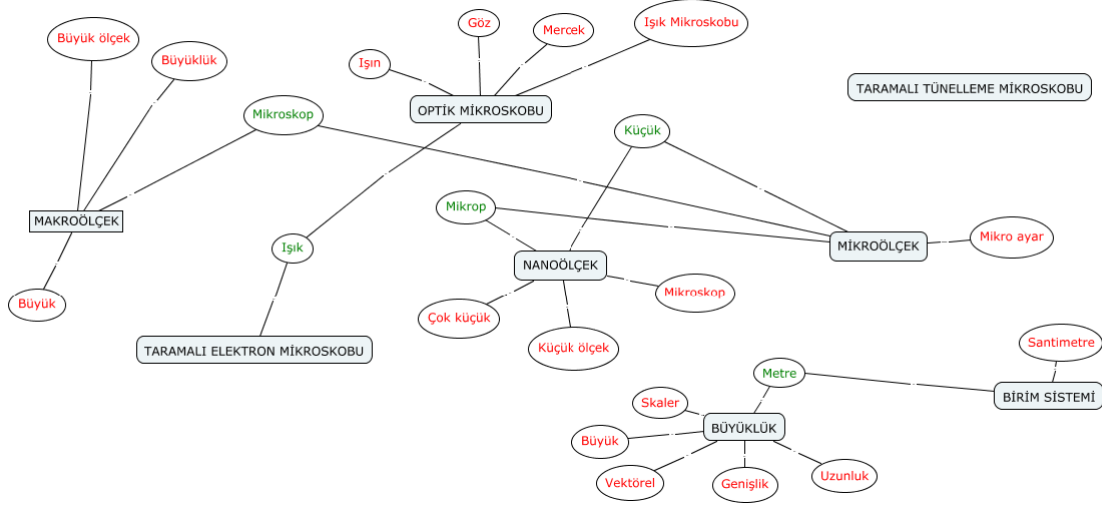 Büyük ölçek
Büyüklük
Göz
Mercek
Işık Mikroskobu
Işın
OPTİK MİKROSKOBU
TARAMALI TÜNELLEME MİKROSKOBU
Mikroskop
Küçük
MAKROÖLÇEK
Mikrop
Işık
MİKROÖLÇEK
Mikro ayar
NANOÖLÇEK
Mikroskop
Büyük
Çok küçük
Küçük ölçek
TARAMALI ELEKTRON MİKROSKOBU
Santimetre
Metre
BİRİM SİSTEMİ
Skaler
BÜYÜKLÜK
Büyük
Vektörel
Genişlik
Uzunluk